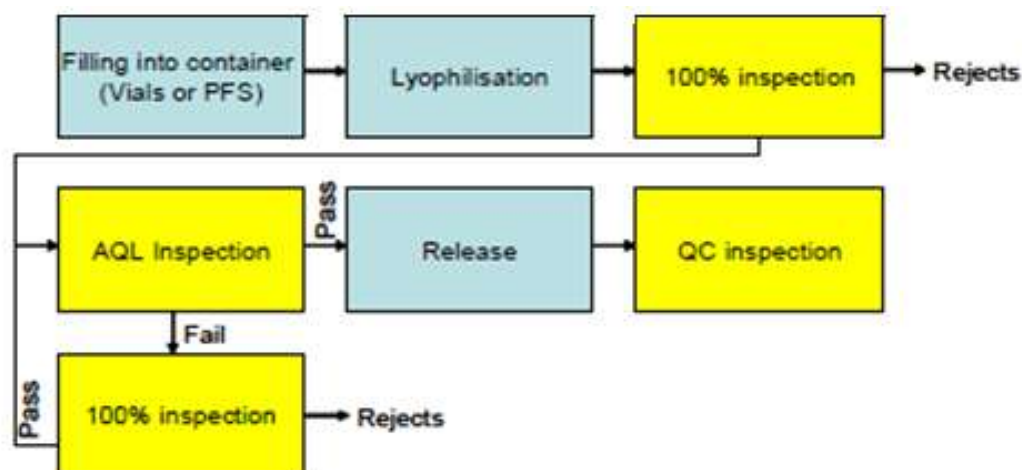 Filling into container
(Vials or PFS)
Lyophilisation
100% inspection
Rejects
AQL Inspection
Pass
Release
QC inspection
Fail
100% inspection
Rejects
Pass